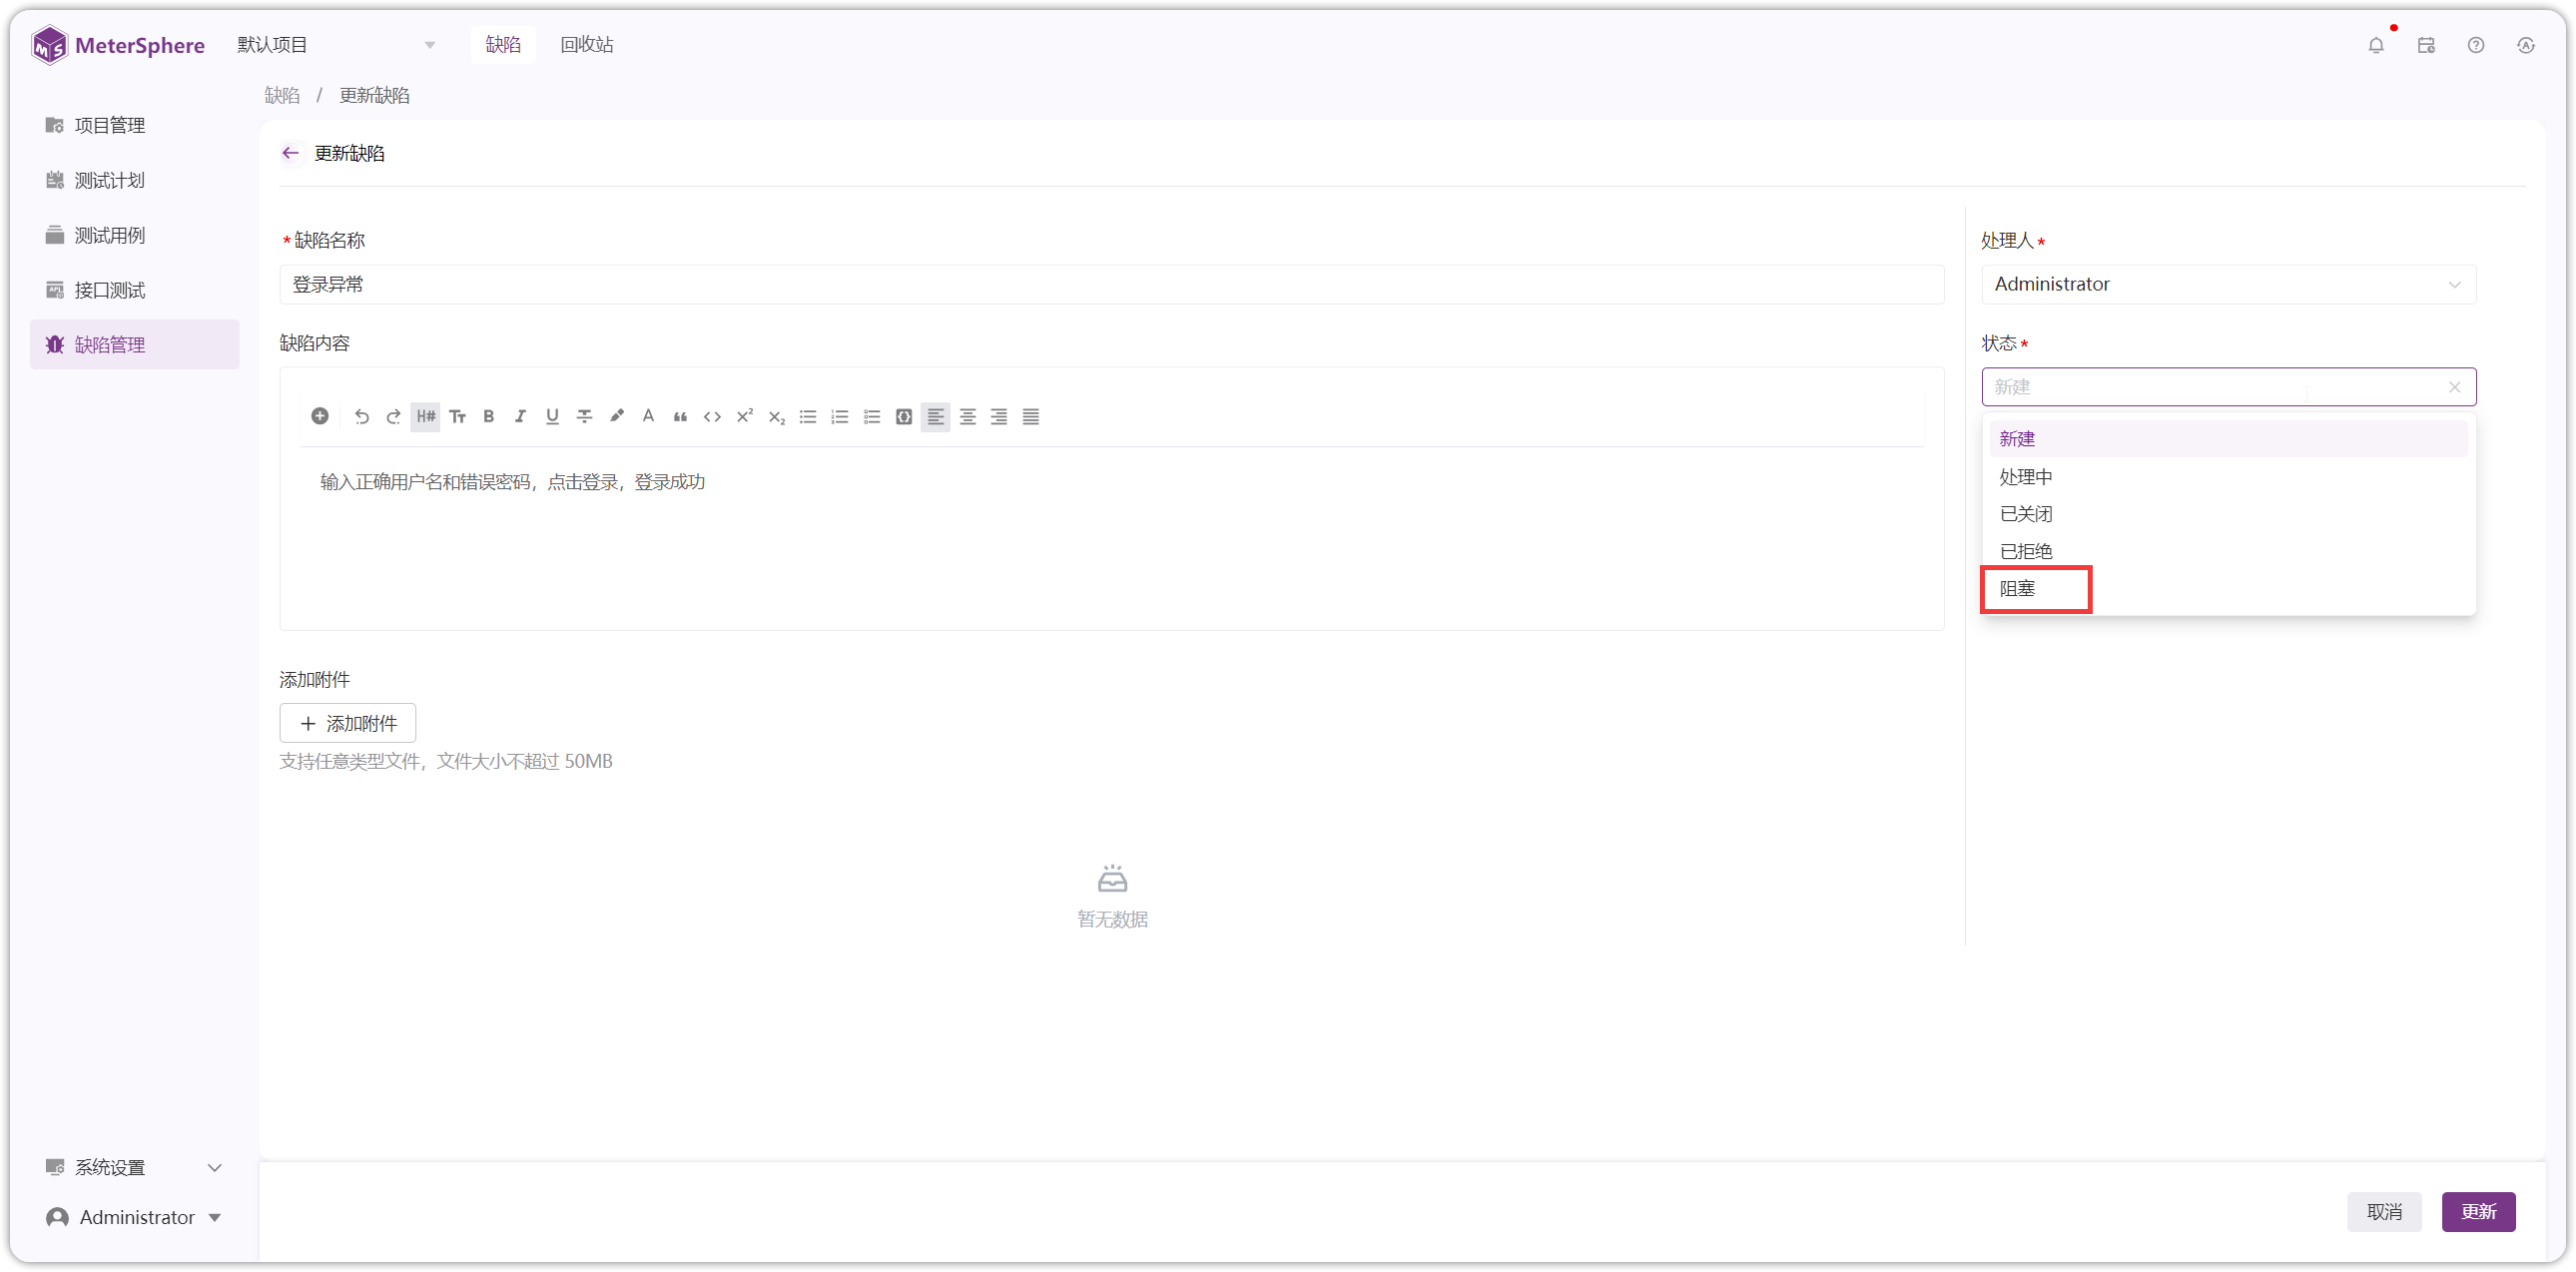 MeterSphere
默认项目
缺陷
回收站
项目管理
测试计划
测试用例
接口测试
缺陷管理
系统设置
Administrator
缺陷 / 更新缺陷
更新缺陷
*缺陷名称
登录异常
缺陷内容
H#
输入正确用户名和错误密码，点击登录，登录成功
添加附件
+ 添加附件
支持任意类型文件，文件大小不超过 50MB
暂无数据
处理人*
Administrator
状态*
新建
新建
处理中
已关闭
已拒绝
阻塞
取消
更新